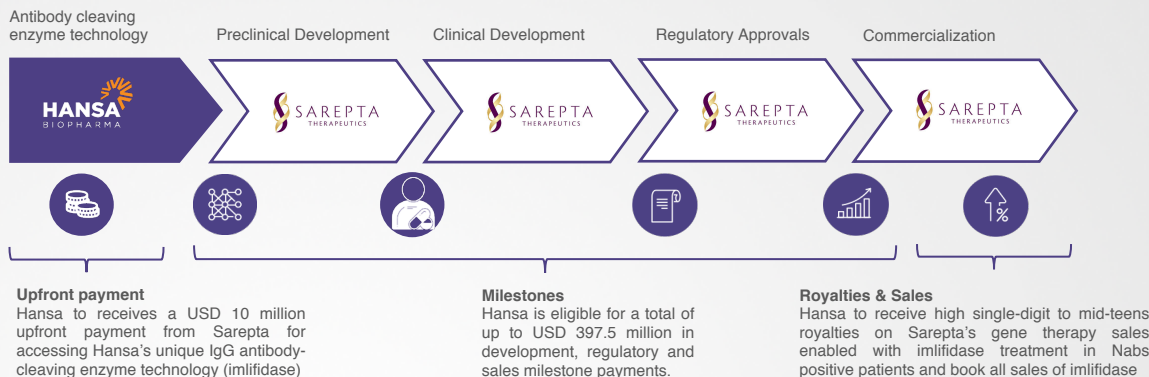 Antibody cleaving
enzyme technology
Preclinical Development
Clinical Development
Regulatory Approvals
Commercialization
HANSA
BIOPHARMA
SAREPTA
THERAPEUTICS
SAREPTA
THERAPEUTICS
SAREPTA
THERAPEUTICS
SAREPTA
THERAPEUTICS
%
Upfront payment
Hansa to receives a USD 10 million
upfront payment from Sarepta for
accessing Hansa's unique IgG antibody-
cleaving enzyme technology (imlifidase)
Milestones
Hansa is eligible for a total of
up to USD 397.5 million in
development, regulatory and
sales milestone payments.
Royalties & Sales
Hansa to receive high single-digit to mid-teens
royalties on Sarepta's gene therapy sales
enabled with imlifidase treatment in Nabs
positive patients and book all sales of imlifidase